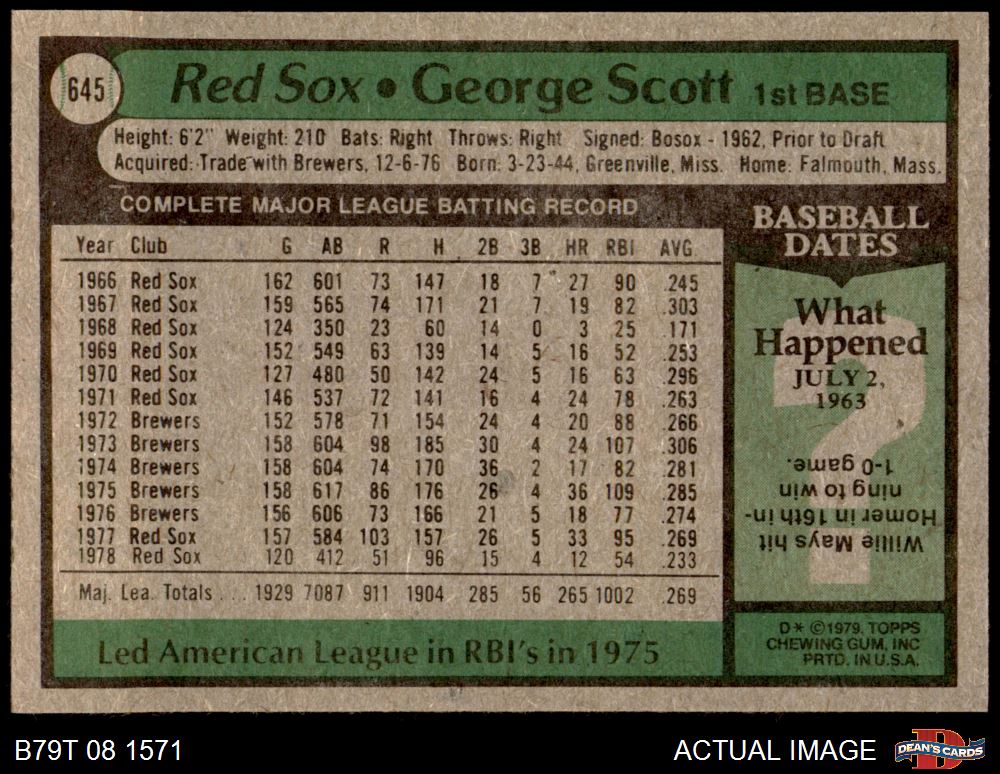 645
Red Sox • George Scott 1st BASE
Height: 6'2" Weight: 210 Bats: Right Throws: Right Signed: Bosox - 1962, Prior to Draft
Acquired: Trade with Brewers, 12-6-76 Born: 3-23-44, Greenville, Miss. Home: Falmouth, Mass.
COMPLETE MAJOR LEAGUE BATTING RECORD
Year Club G AB R H 2B 3B HR RBI AVG.
1966 Red Sox 162 601 73 147 18 7 27 90 .245
1967 Red Sox 159 565 74 171 21 7 19 82 .303
1968 Red Sox 124 350 23 60 14 0 3 25 .171
1969 Red Sox 152 549 63 139 14 5 16 52 .253
1970 Red Sox 127 480 50 142 24 5 16 63 .296
1971 Red Sox 146 537 72 141 16 4 24 78 .263
1972 Brewers 152 578 71 154 24 4 20 88 .266
1973 Brewers 158 604 98 185 30 4 24 107 .306
1974 Brewers 158 604 74 170 36 2 17 82 .281
1975 Brewers 158 617 86 176 26 4 36 109 .285
1976 Brewers 156 606 73 166 21 5 18 77 .274
1977 Red Sox 157 584 103 157 26 5 33 95 .269
1978 Red Sox 120 412 51 96 15 4 12 54 .233
Maj. Lea. Totals . . . 1929 7087 911 1904 285 56 265 1002 .269
Led American League in RBI's in 1975
BASEBALL
DATES
What
Happened
JULY 2,
1963
?
Willie Mays hit
Homer in 16th in-
ning to win
1-0 game.
D* ©1979, TOPPS
CHEWING GUM, INC
PRTD. IN U.S.A.
B79T 08 1571
ACTUAL IMAGE
DEAN'S CARDS